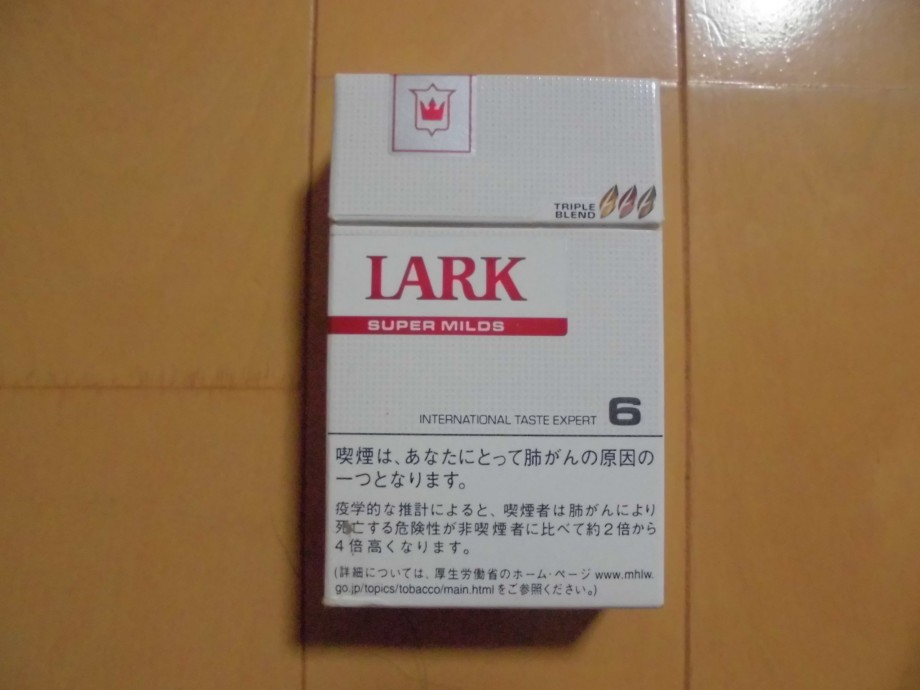 TRIPLE
BLEND
LARK
SUPER MILDS
INTERNATIONAL TASTE EXPERT 6
喫煙は、あなたにとって肺がんの原因の
一つとなります。
疫学的な推計によると、喫煙者は肺がんにより
死亡する危険性が非喫煙者に比べて約2倍から
4倍高くなります。
(詳細については、厚生労働省のホーム・ページ www.mhlw.
go.jp/topics/tobacco/main.html をご参照ください。)